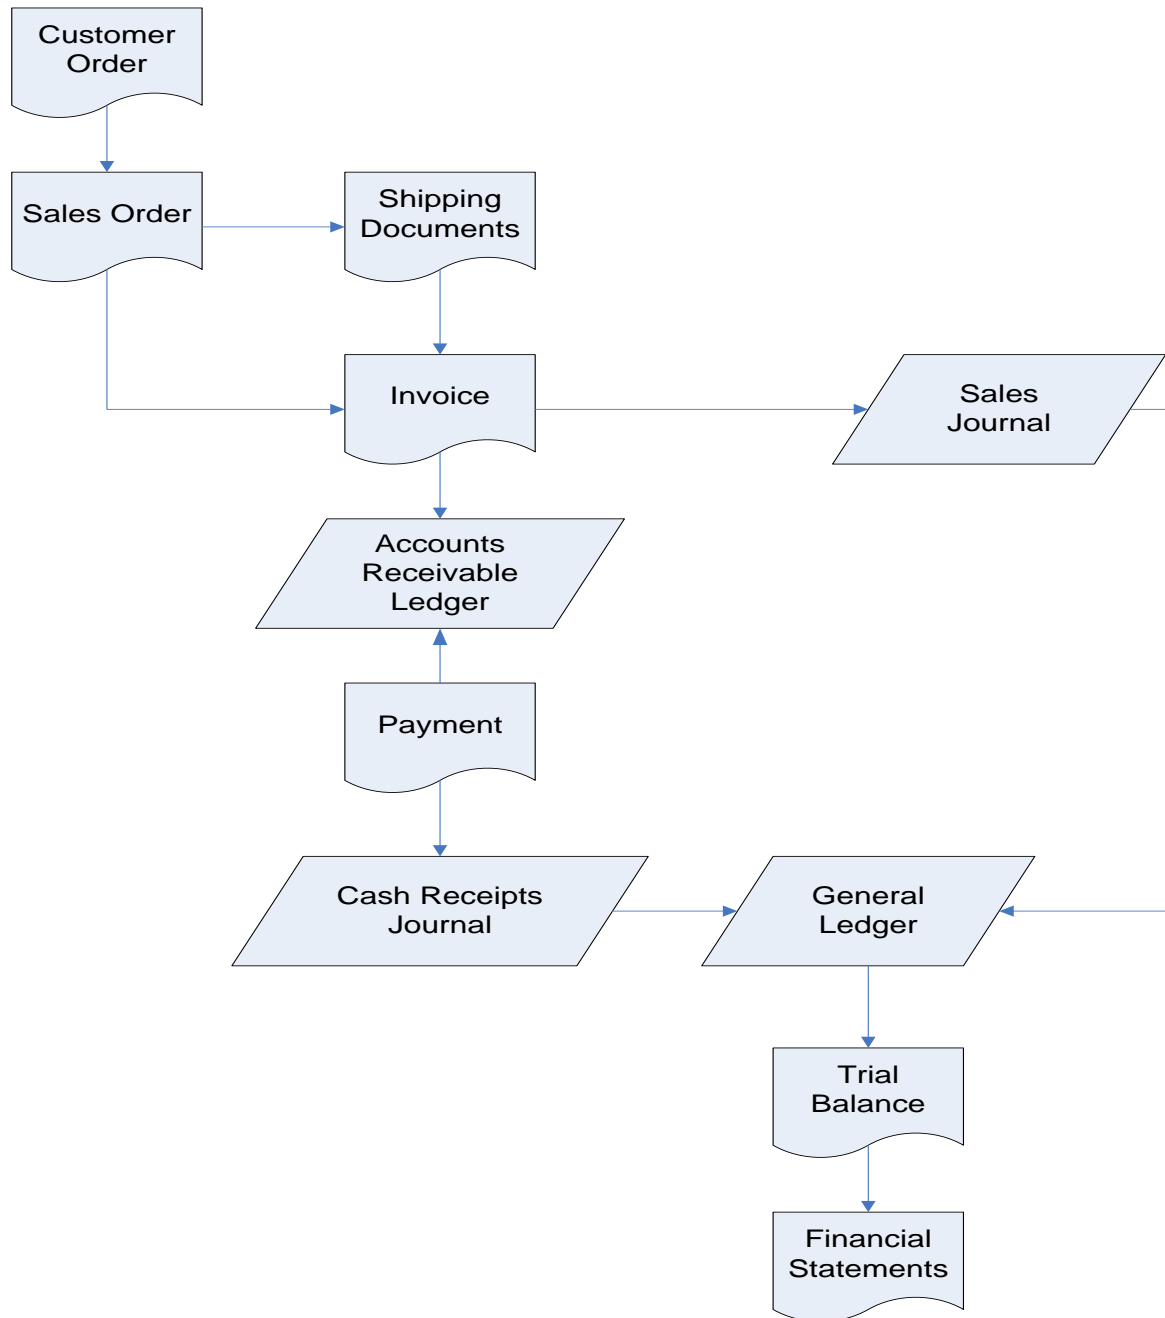 Customer
Order
Sales Order
Shipping
Documents
Invoice
Sales
Journal
Accounts
Receivable
Ledger
Payment
Cash Receipts
Journal
General
Ledger
Trial
Balance
Financial
Statements